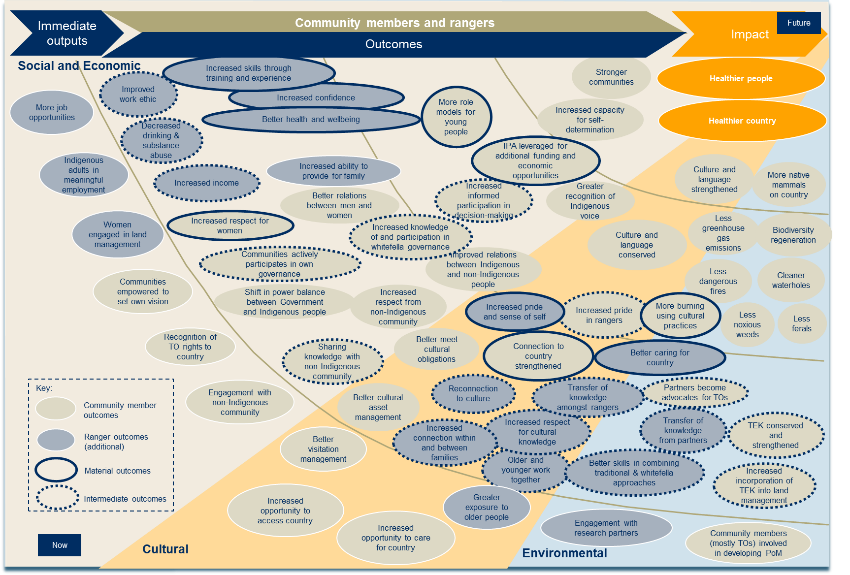 Immediate
outputs
Community members and rangers
Outcomes
Impact
Future
Social and Economic
Increased skills through
training and experience
Stronger
communities
Healthier people
Improved
work ethic
Increased confidence
More job
opportunities
More role
models for
young
people
Increased capacity
for self-
determination
Better health and wellbeing
Healthier country
Decreased
drinking &
substance
abuse
IPA leveraged for
additional funding and
economic
opportunities
Indigenous
adults in
meaningful
employment
Increased income
Increased ability to
provide for family
Culture and
language
strengthened
More native
mammals
on country
Increased
informed
participation in
decision-making
Greater
recognition of
Indigenous
voice
Better relations
between men and
women
Women
engaged in land
management
Increased respect for
women
Increased knowledge
of and participation in
whitefella governance
Culture and
language
conserved
Less
greenhouse
gas
emissions
Biodiversity
regeneration
Communities actively
participates in own
governance
Improved relations
between Indigenous
and non-Indigenous
people
Less
dangerous
fires
Cleaner
waterholes
Communities
empowered to
set own vision
Shift in power balance
between Government
and Indigenous people
Increased
respect from
non-Indigenous
community
Increased pride
and sense of self
Increased pride
in rangers
More burning
using cultural
practices
Less
noxious
weeds
Less
ferals
Recognition of
TO rights to
country
Sharing
knowledge with
non Indigenous
community
Better meet
cultural
obligations
Connection to
country
strengthened
Better caring for
country
Key:
Community member
outcomes
Ranger outcomes
(additional)
Material outcomes
Intermediate outcomes
Engagement with
non-Indigenous
community
Better cultural
asset
management
Reconnection
to culture
Transfer of
knowledge
amongst rangers
Partners become
advocates for TOs
Better
visitation
management
Increased
connection within
and between
families
Increased respect
for cultural
knowledge
Transfer of
knowledge
from partners
TEK conserved
and
strengthened
Older and
younger work
together
Better skills in combining
traditional & whitefella
approaches
Increased
incorporation of
TEK into land
management
Increased
opportunity to
access country
Greater
exposure to
older people
Increased
opportunity to care
for country
Engagement with
research partners
Community members
(mostly TOs) involved
in developing PoM
Now
Cultural
Environmental